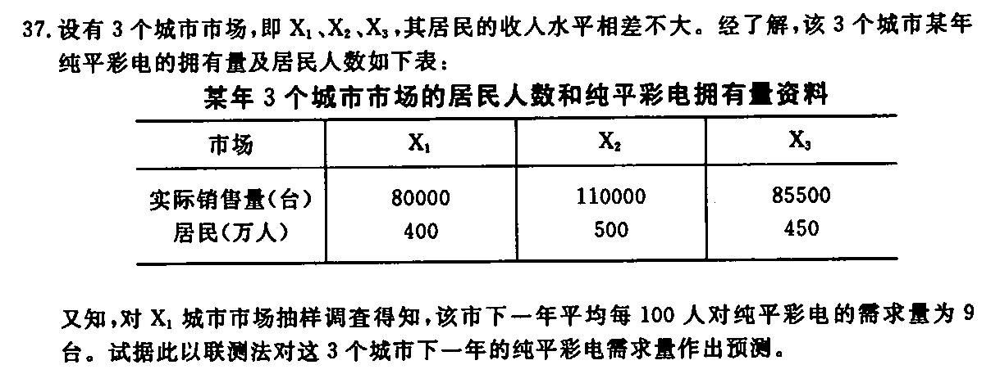 37. 设有 3 个城市市场,即 X₁、X₂、X₃,其居民的收人水平相差不大。经了解,该 3 个城市某年
纯平彩电的拥有量及居民人数如下表:
某年 3 个城市市场的居民人数和纯平彩电拥有量资料
市场 X₁ X₂ X₃
实际销售量(台) 80000 110000 85500
居民(万人) 400 500 450
又知,对 X₁ 城市市场抽样调查得知,该市下一年平均每 100 人对纯平彩电的需求量为 9
台。试据此以联测法对这 3 个城市下一年的纯平彩电需求量作出预测。